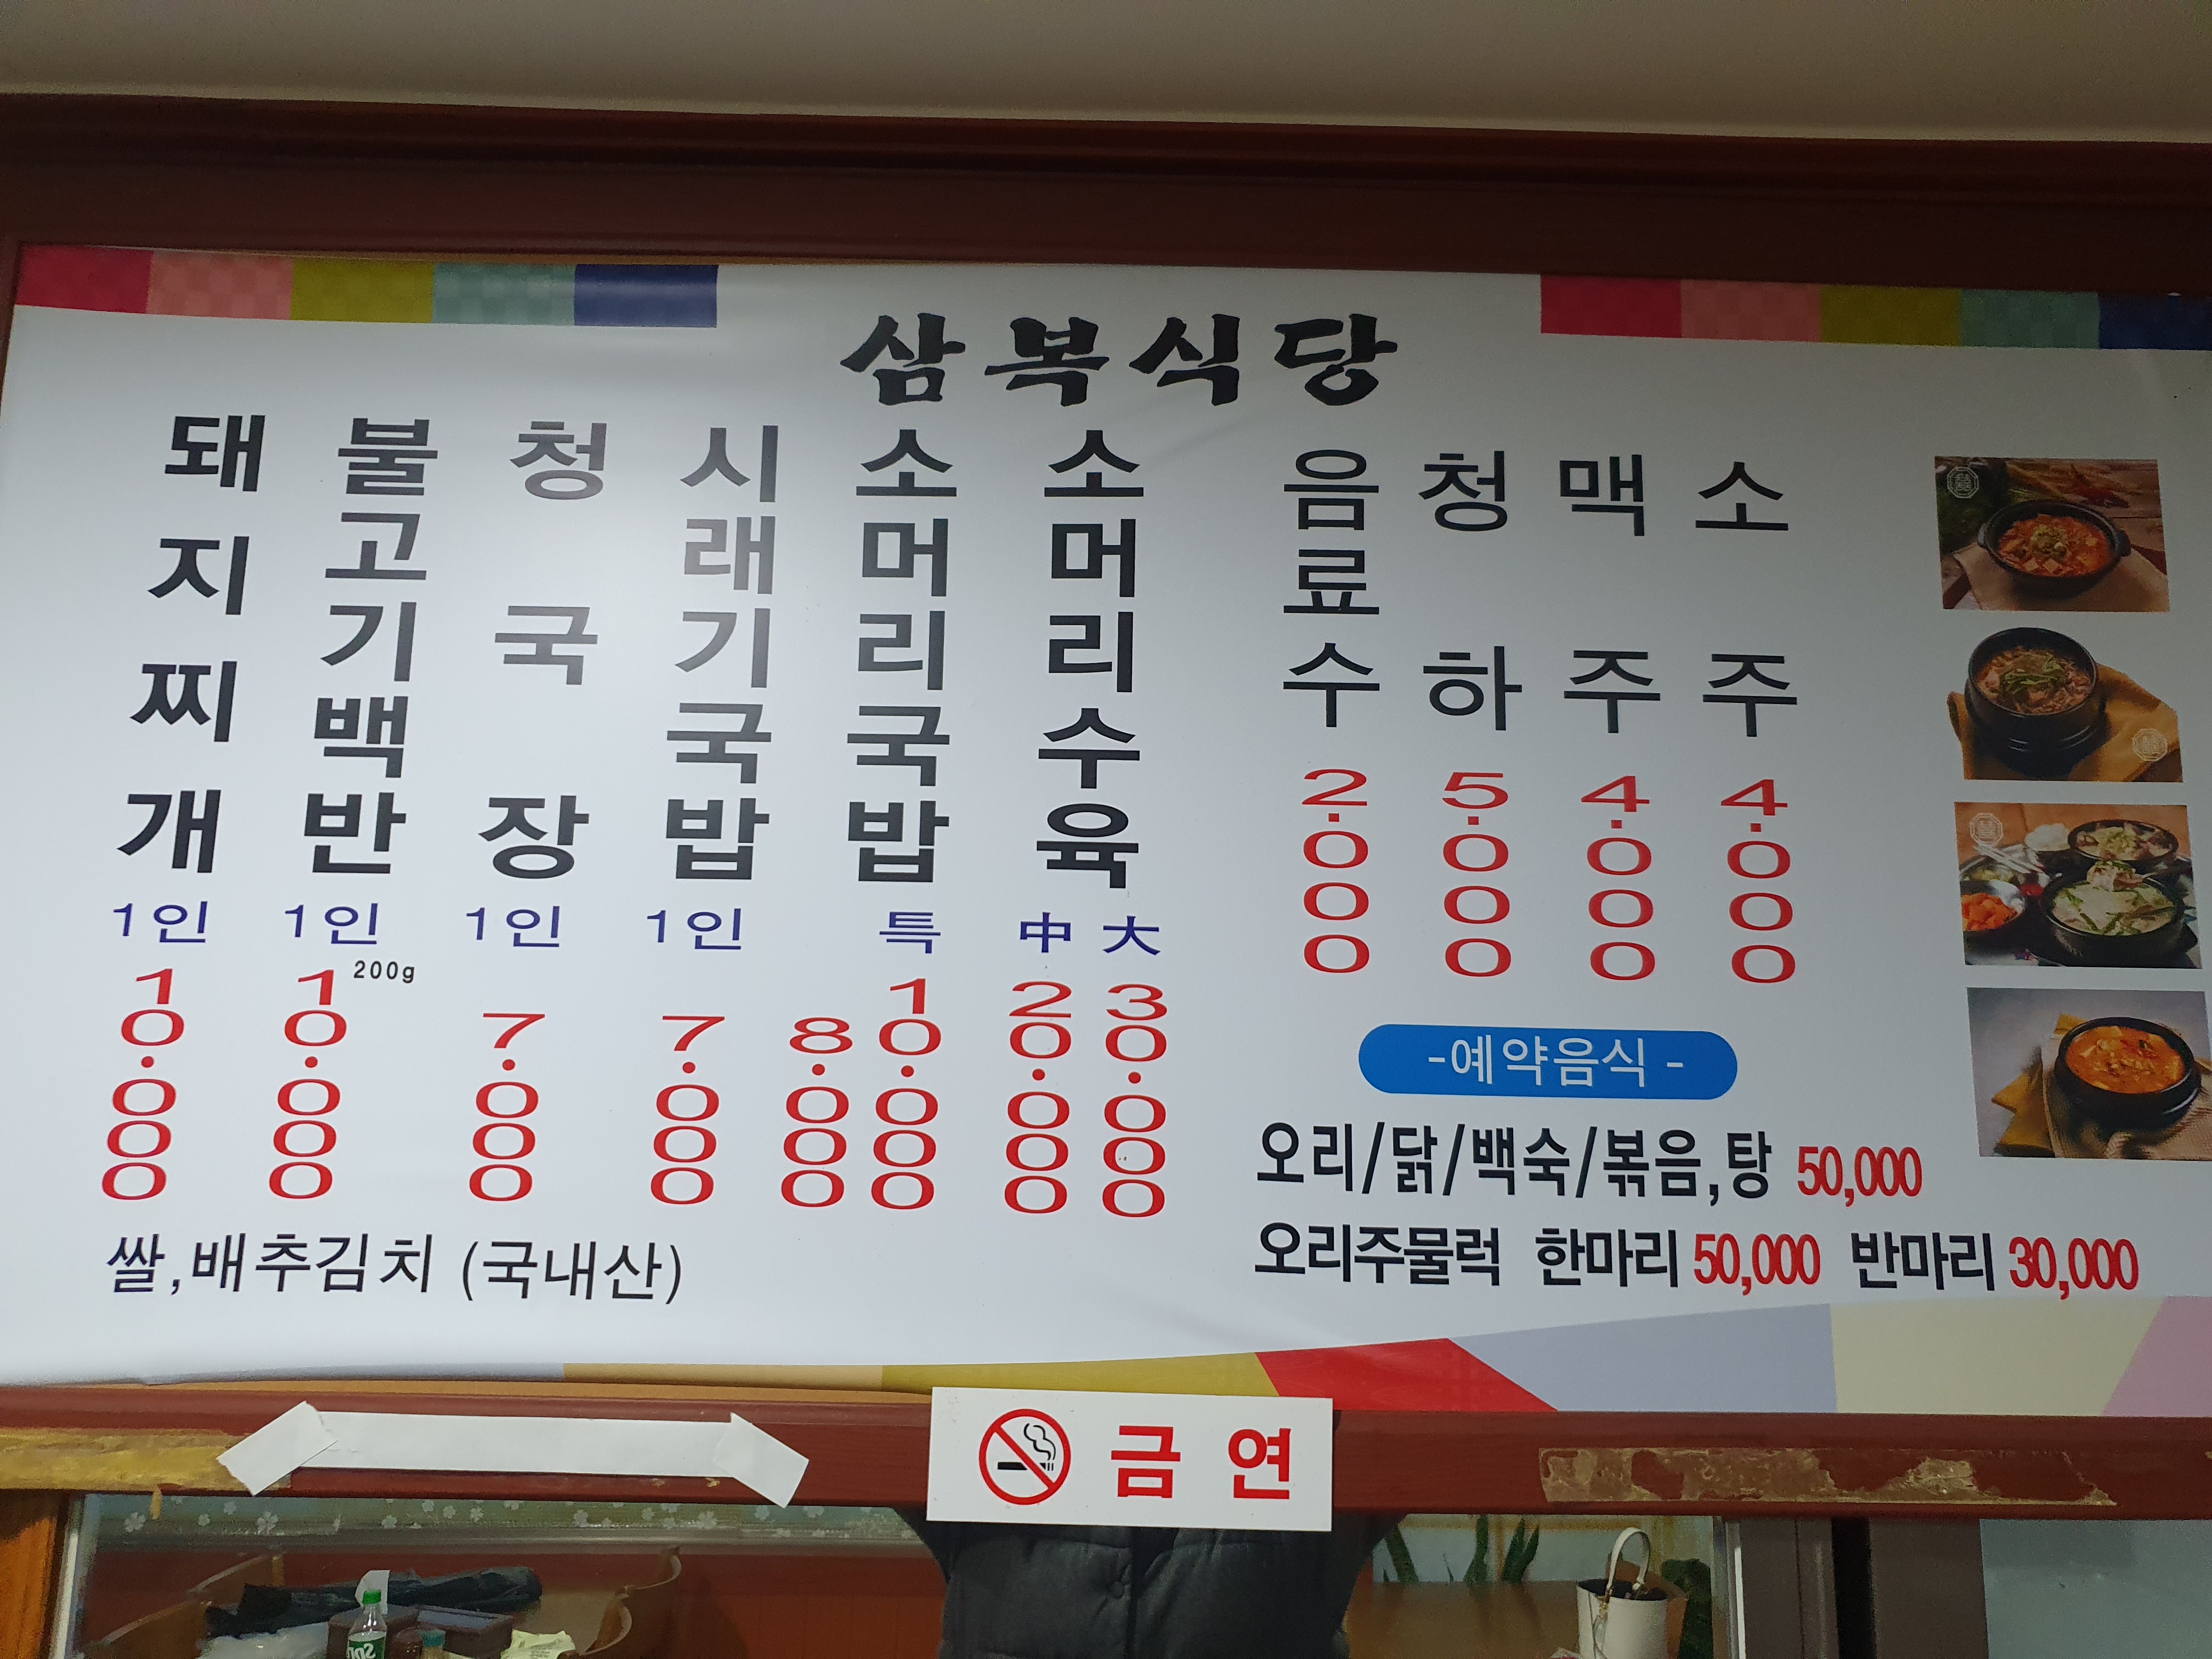 삼복식당
돼지찌개 1인 10.000
불고기백반 1인 200g 10.000
청국장 1인 7.000
시래기국밥 1인 7.000
소머리국밥 8.000 특 10.000
소머리수육 中 20.000 大 30.000
음료수 2.000
청하 5.000
맥주 4.000
소주 4.000
-예약음식-
오리/닭/백숙/볶음,탕 50,000
오리주물럭 한마리 50,000 반마리 30,000
쌀,배추김치 (국내산)
금연